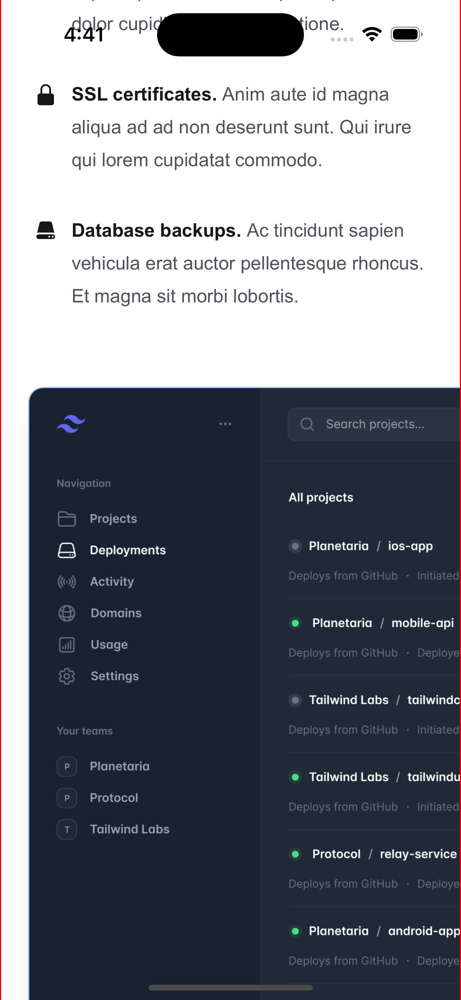 dolor cupid tione.
4:41
SSL certificates. Anim aute id magna
aliqua ad ad non deserunt sunt. Qui irure
qui lorem cupidatat commodo.
Database backups. Ac tincidunt sapien
vehicula erat auctor pellentesque rhoncus.
Et magna sit morbi lobortis.
Search projects...
Navigation
Projects
Deployments
Activity
Domains
Usage
Settings
Your teams
P Planetaria
P Protocol
T Tailwind Labs
All projects
Planetaria / ios-app
Deploys from GitHub · Initiated
Planetaria / mobile-api
Deploys from GitHub · Deploye
Tailwind Labs / tailwindc
Deploys from GitHub · Initiated
Tailwind Labs / tailwindu
Deploys from GitHub · Initiated
Protocol / relay-service
Deploys from GitHub · Deploye
Planetaria / android-app
Deploys from GitHub · Deploye